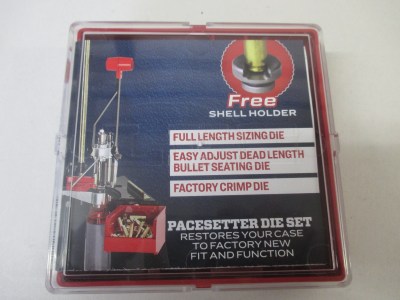 Free
SHELL HOLDER
FULL LENGTH SIZING DIE
EASY ADJUST DEAD LENGTH
BULLET SEATING DIE
FACTORY CRIMP DIE
PACESETTER DIE SET
RESTORES YOUR CASE
TO FACTORY NEW
FIT AND FUNCTION